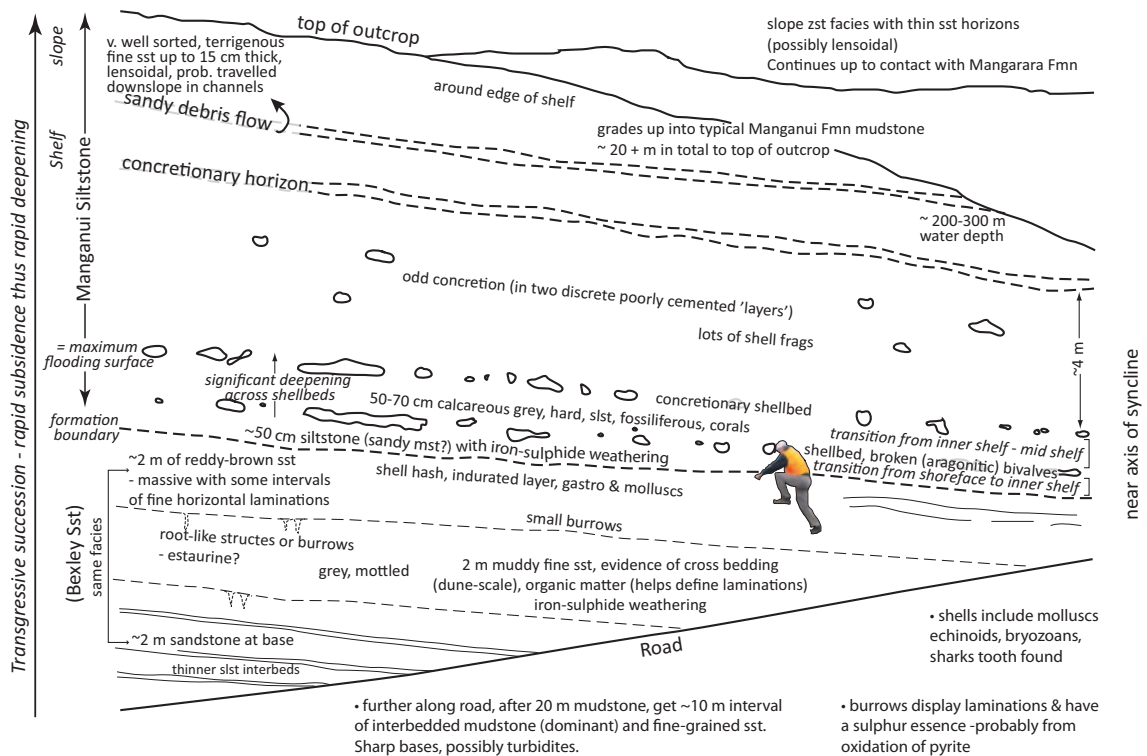 top of outcrop
slope zst facies with thin sst horizons
(possibly lensoidal)
Continues up to contact with Mangarara Fmn
slope
v. well sorted, terrigenous
fine sst up to 15 cm thick,
lensoidal, prob. travelled
downslope in channels
around edge of shelf
sandy debris flow
grades up into typical Manganui Fmn mudstone
~ 20 + m in total to top of outcrop
Shelf
concretionary horizon
~ 200-300 m
water depth
Manganui Siltstone
Transgressive succession - rapid subsidence thus rapid deepening
odd concretion (in two discrete poorly cemented 'layers')
lots of shell frags
~4 m
near axis of syncline
= maximum
flooding surface
significant deepening
across shellbeds
concretionary shellbed
50-70 cm calcareous grey, hard, slst, fossiliferous, corals
formation
boundary
~50 cm siltstone (sandy mst?) with iron-sulphide weathering
transition from inner shelf - mid shelf
shellbed, broken (aragonitic) bivalves
transition from shoreface to inner shelf
~2 m of reddy-brown sst
- massive with some intervals
of fine horizontal laminations
shell hash, indurated layer, gastro & molluscs
small burrows
root-like structes or burrows
- estaurine?
grey, mottled
2 m muddy fine sst, evidence of cross bedding
(dune-scale), organic matter (helps define laminations)
iron-sulphide weathering
(Bexley Sst)
same facies
~2 m sandstone at base
thinner slst interbeds
Road
• shells include molluscs
echinoids, bryozoans,
sharks tooth found
• further along road, after 20 m mudstone, get ~10 m interval
of interbedded mudstone (dominant) and fine-grained sst.
Sharp bases, possibly turbidites.
• burrows display laminations & have
a sulphur essence -probably from
oxidation of pyrite